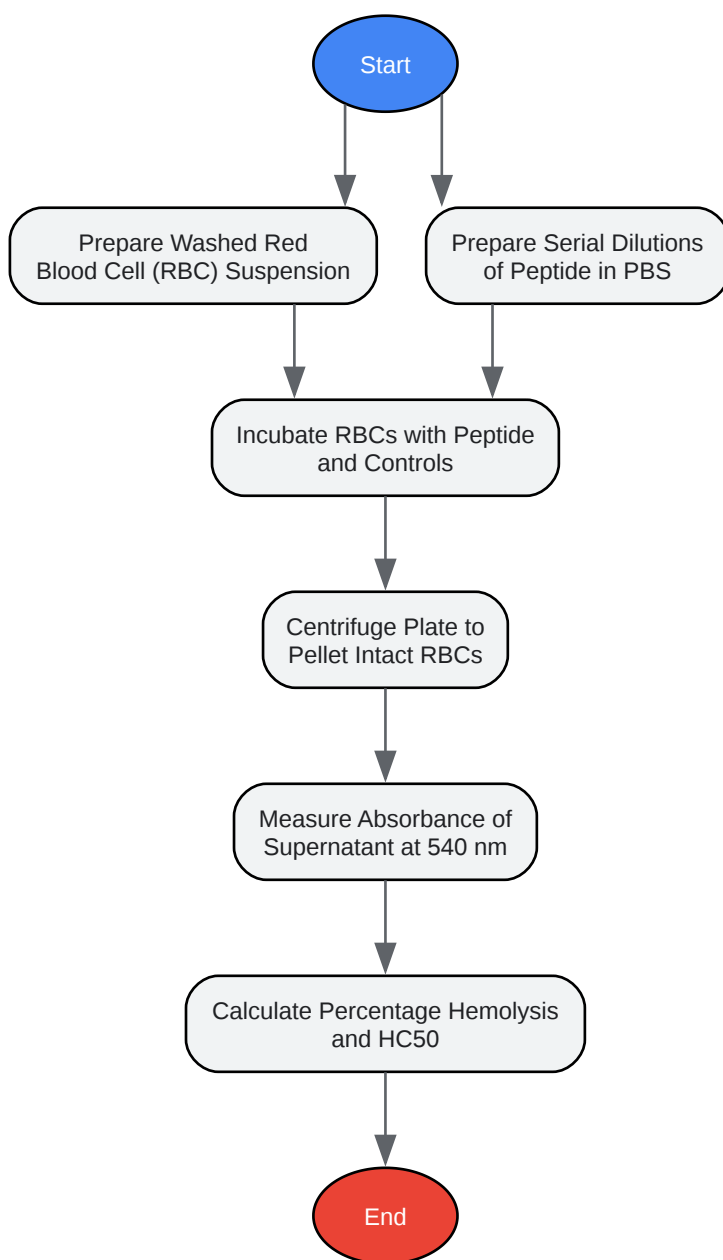 Start
Prepare Washed Red
Blood Cell (RBC) Suspension
Prepare Serial Dilutions
of Peptide in PBS
Incubate RBCs with Peptide
and Controls
Centrifuge Plate to
Pellet Intact RBCs
Measure Absorbance of
Supernatant at 540 nm
Calculate Percentage Hemolysis
and HC50
End